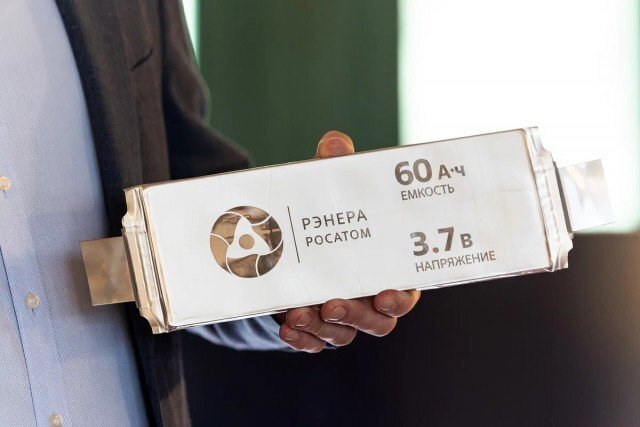 РЭНЕРА
РОСАТОМ
60 А·ч
ЕМКОСТЬ
3.7 в
НАПРЯЖЕНИЕ